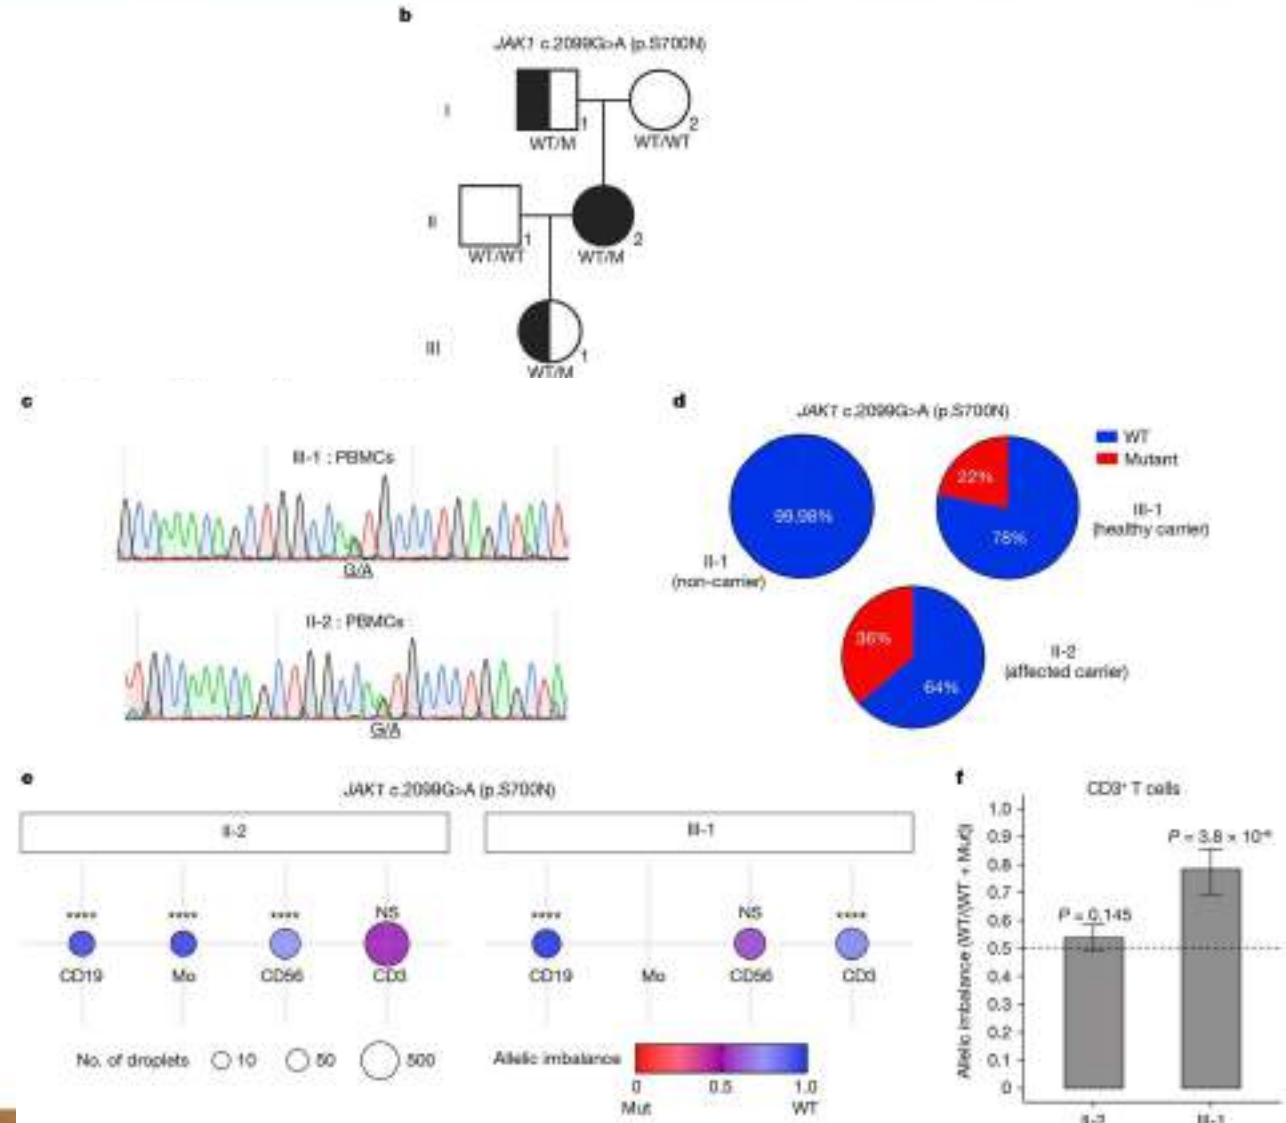 b
JAK1 c.2099G>A (p.S700N)
I
1
2
WT/M
WT/WT
II
1
2
WT/WT
WT/M
III
1
WT/M
c
III-1 : PBMCs
G/A
II-2 : PBMCs
G/A
d
JAK1 c.2099G>A (p.S700N)
WT
Mutant
99.98%
II-1
(non-carrier)
22%
78%
III-1
(healthy carrier)
36%
64%
II-2
(affected carrier)
e
JAK1 c.2099G>A (p.S700N)
II-2
III-1
**** **** **** NS
CD19 Mo CD56 CD3
**** NS ****
CD19 Mo CD56 CD3
No. of droplets 10 50 500
Allelic imbalance
0 0.5 1.0
Mut WT
f
CD3+ T cells
Allelic imbalance (WT/(WT + Mut))
1.0
0.9
0.8
0.7
0.6
0.5
0.4
0.3
0.2
0.1
0
P = 0.145
P = 3.8 × 10
II-2 III-1